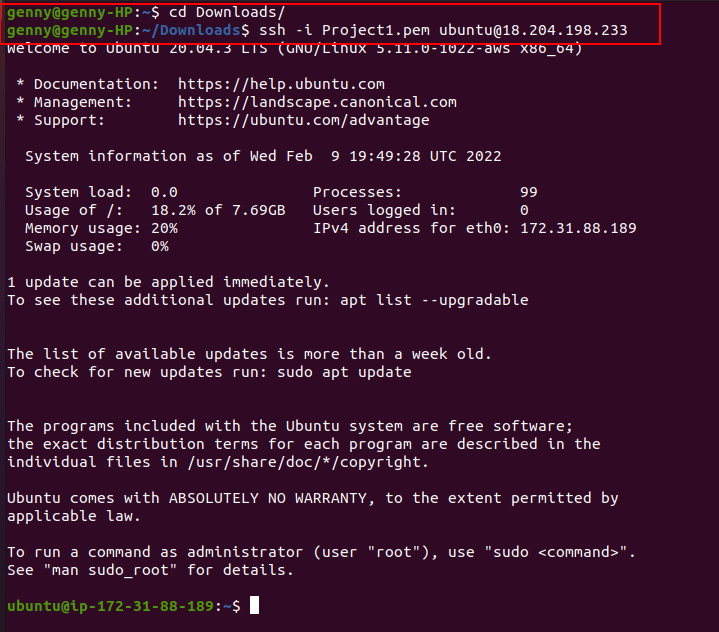 genny@genny-HP:~$ cd Downloads/
genny@genny-HP:~/Downloads$ ssh -i Project1.pem ubuntu@18.204.198.233
Welcome to Ubuntu 20.04.3 LTS (GNU/Linux 5.11.0-1022-aws x86_64)
* Documentation:  https://help.ubuntu.com
* Management:     https://landscape.canonical.com
* Support:        https://ubuntu.com/advantage
System information as of Wed Feb  9 19:49:28 UTC 2022
System load:  0.0               Processes:             99
Usage of /:   18.2% of 7.69GB   Users logged in:       0
Memory usage: 20%               IPv4 address for eth0: 172.31.88.189
Swap usage:   0%
1 update can be applied immediately.
To see these additional updates run: apt list --upgradable
The list of available updates is more than a week old.
To check for new updates run: sudo apt update
The programs included with the Ubuntu system are free software;
the exact distribution terms for each program are described in the
individual files in /usr/share/doc/*/copyright.
Ubuntu comes with ABSOLUTELY NO WARRANTY, to the extent permitted by
applicable law.
To run a command as administrator (user "root"), use "sudo <command>".
See "man sudo_root" for details.
ubuntu@ip-172-31-88-189:~$